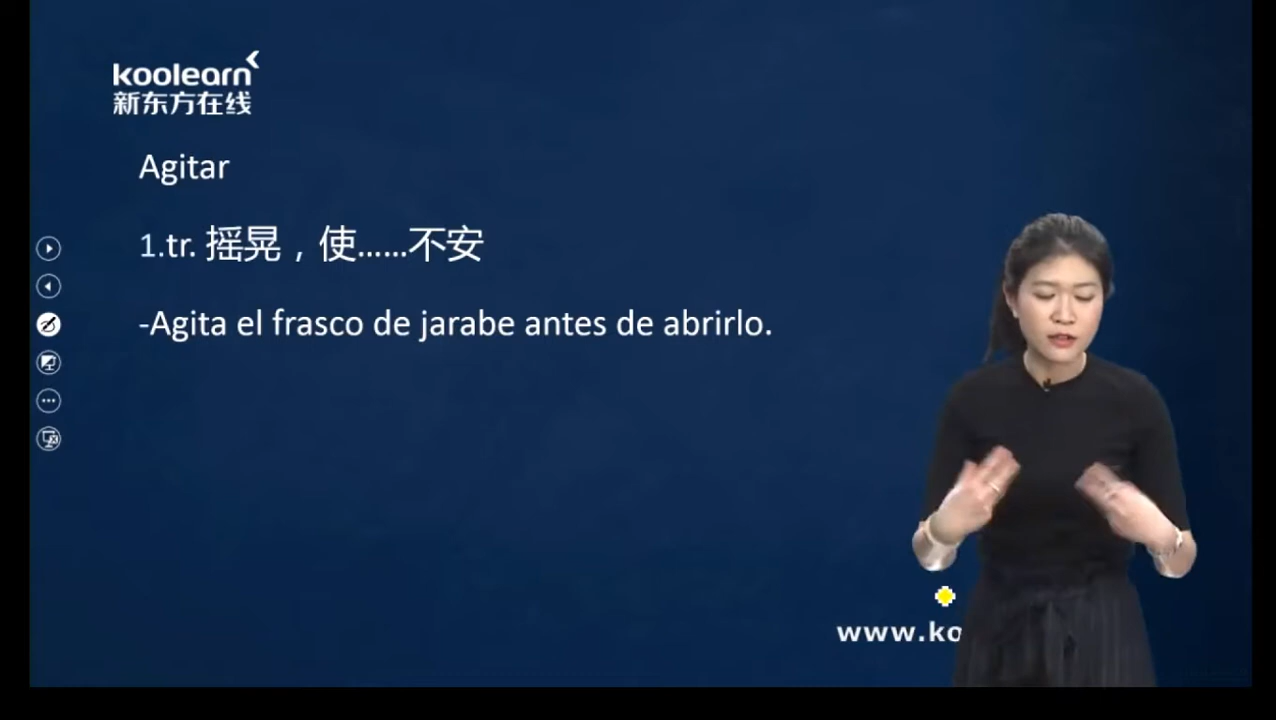 koolearn
新东方在线
Agitar
1.tr. 摇晃，使……不安
-Agita el frasco de jarabe antes de abrirlo.
www.ko